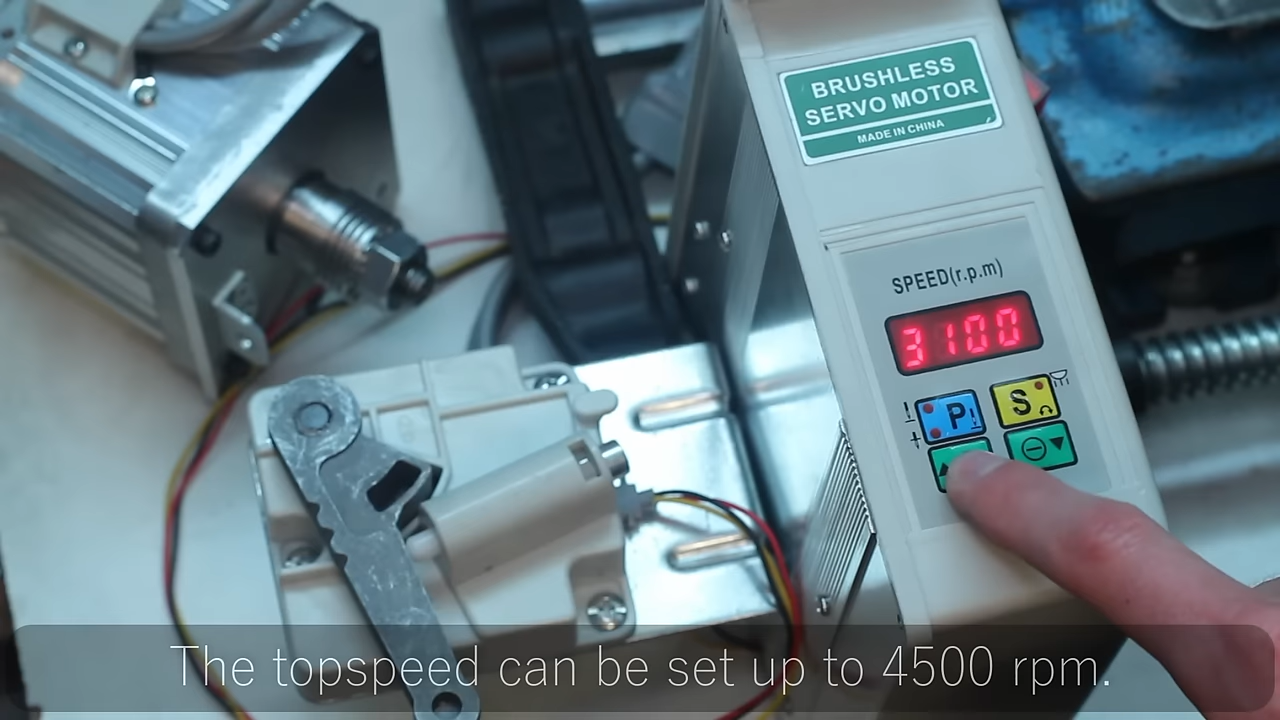 BRUSHLESS
SERVO MOTOR
MADE IN CHINA
SPEED(r.p.m)
3100
P
S
The topspeed can be set up to 4500 rpm.